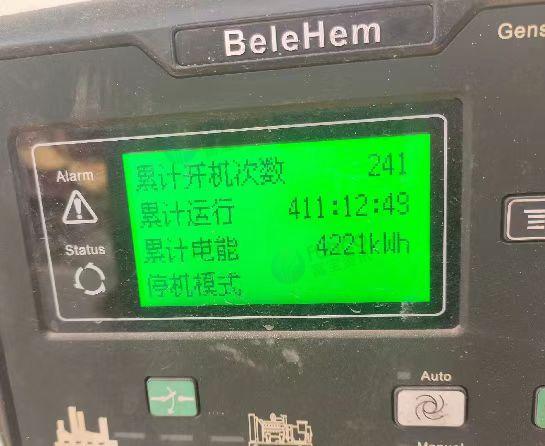 BeleHem
Gens
Alarm
累计开机次数 241
累计运行 411:12:49
Status
累计电能 4221kWh
停机模式
Auto
Manual